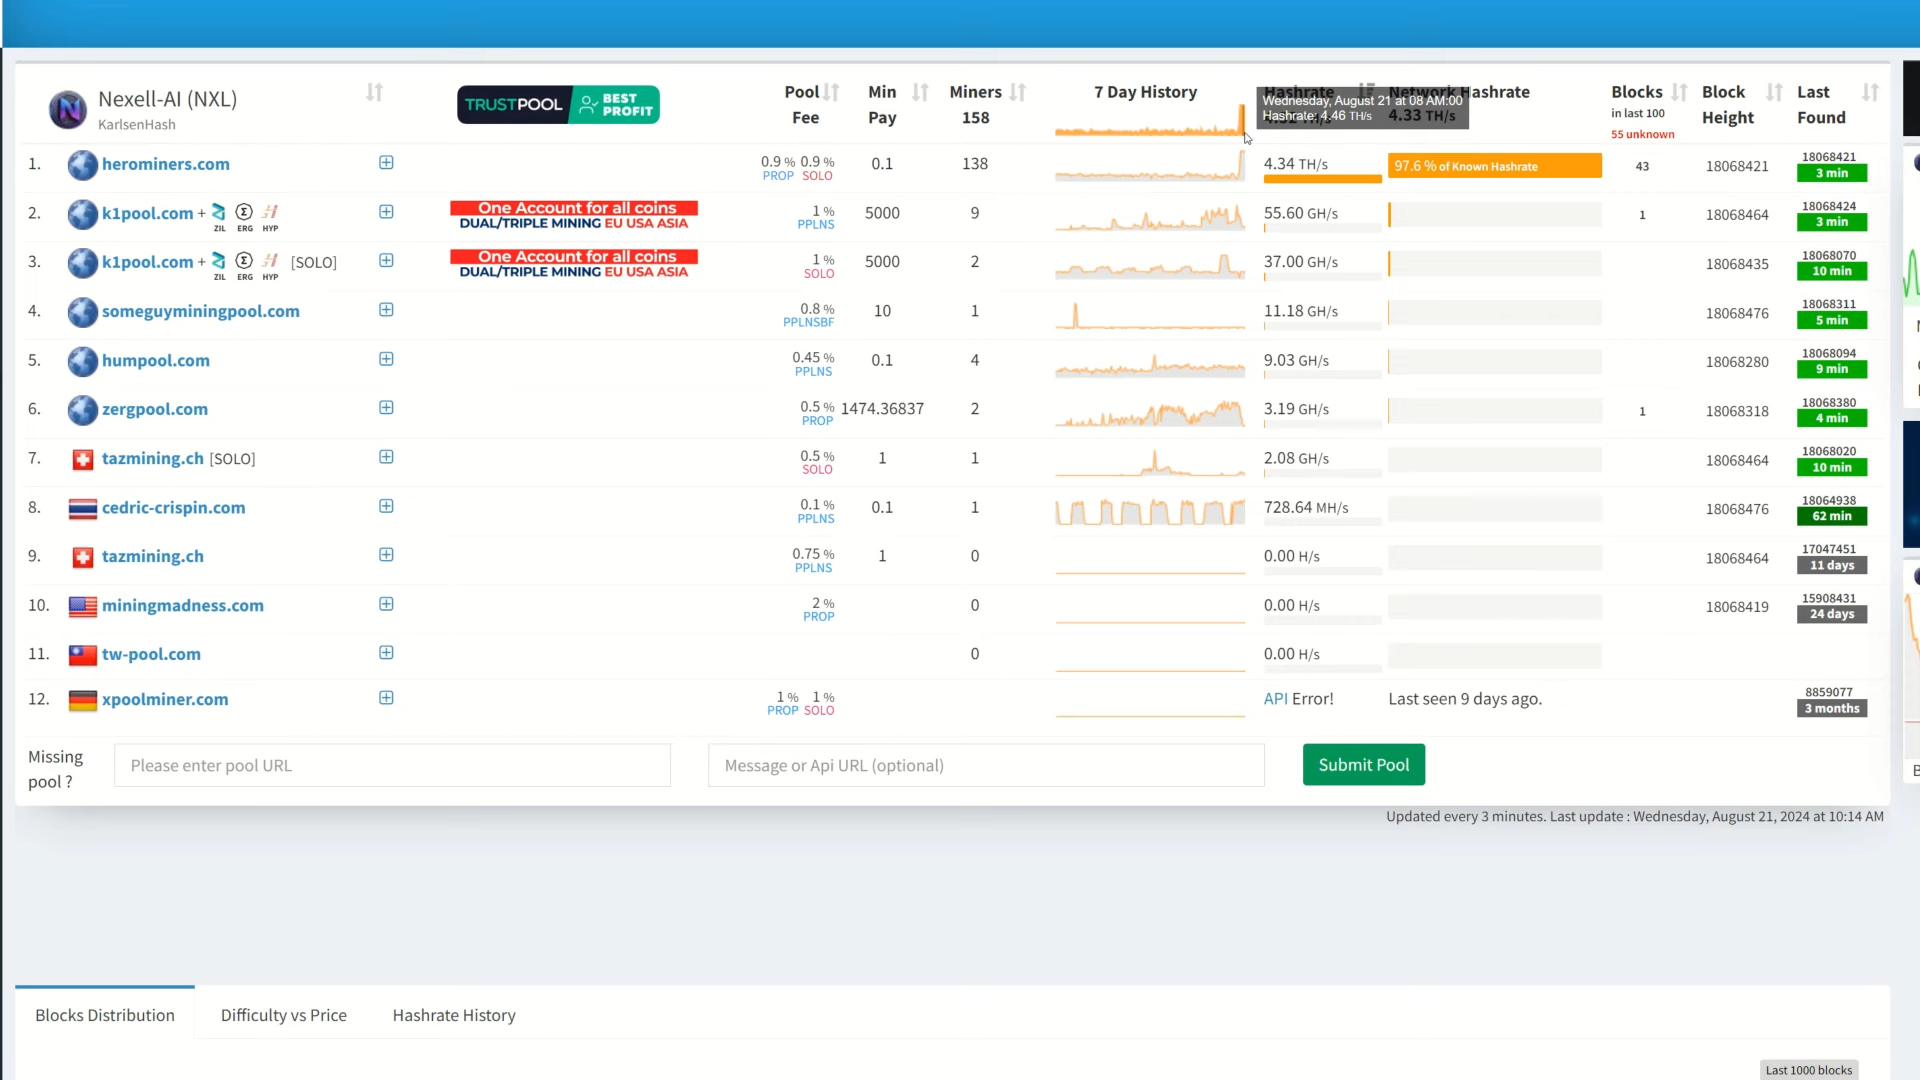 Nexell-AI (NXL)
KarlsenHash
TRUSTPOOL BEST PROFIT
Pool Fee
Min Pay
Miners 158
7 Day History
Hashrate
Network Hashrate
4.33 TH/s
Wednesday, August 21 at 08 AM:00
Hashrate: 4.46 TH/s
Blocks
in last 100
55 unknown
Block Height
Last Found
1. herominers.com 0.9 % PROP 0.9 % SOLO 0.1 138 4.34 TH/s 97.6 % of Known Hashrate 43 18068421 18068421 3 min
2. k1pool.com + ZIL ERG HYP One Account for all coins DUAL/TRIPLE MINING EU USA ASIA 1 % PPLNS 5000 9 55.60 GH/s 1 18068464 18068424 3 min
3. k1pool.com + ZIL ERG HYP [SOLO] One Account for all coins DUAL/TRIPLE MINING EU USA ASIA 1 % SOLO 5000 2 37.00 GH/s 18068435 18068070 10 min
4. someguyminingpool.com 0.8 % PPLNSBF 10 1 11.18 GH/s 18068476 18068311 5 min
5. humpool.com 0.45 % PPLNS 0.1 4 9.03 GH/s 18068280 18068094 9 min
6. zergpool.com 0.5 % PROP 1474.36837 2 3.19 GH/s 1 18068318 18068380 4 min
7. tazmining.ch [SOLO] 0.5 % SOLO 1 1 2.08 GH/s 18068464 18068020 10 min
8. cedric-crispin.com 0.1 % PPLNS 0.1 1 728.64 MH/s 18068476 18064938 62 min
9. tazmining.ch 0.75 % PPLNS 1 0 0.00 H/s 18068464 17047451 11 days
10. miningmadness.com 2 % PROP 0 0.00 H/s 18068419 15908431 24 days
11. tw-pool.com 0 0.00 H/s
12. xpoolminer.com 1 % PROP 1 % SOLO API Error! Last seen 9 days ago. 8859077 3 months
Missing pool ? Please enter pool URL Message or Api URL (optional) Submit Pool
Updated every 3 minutes. Last update : Wednesday, August 21, 2024 at 10:14 AM
Blocks Distribution Difficulty vs Price Hashrate History
Last 1000 blocks